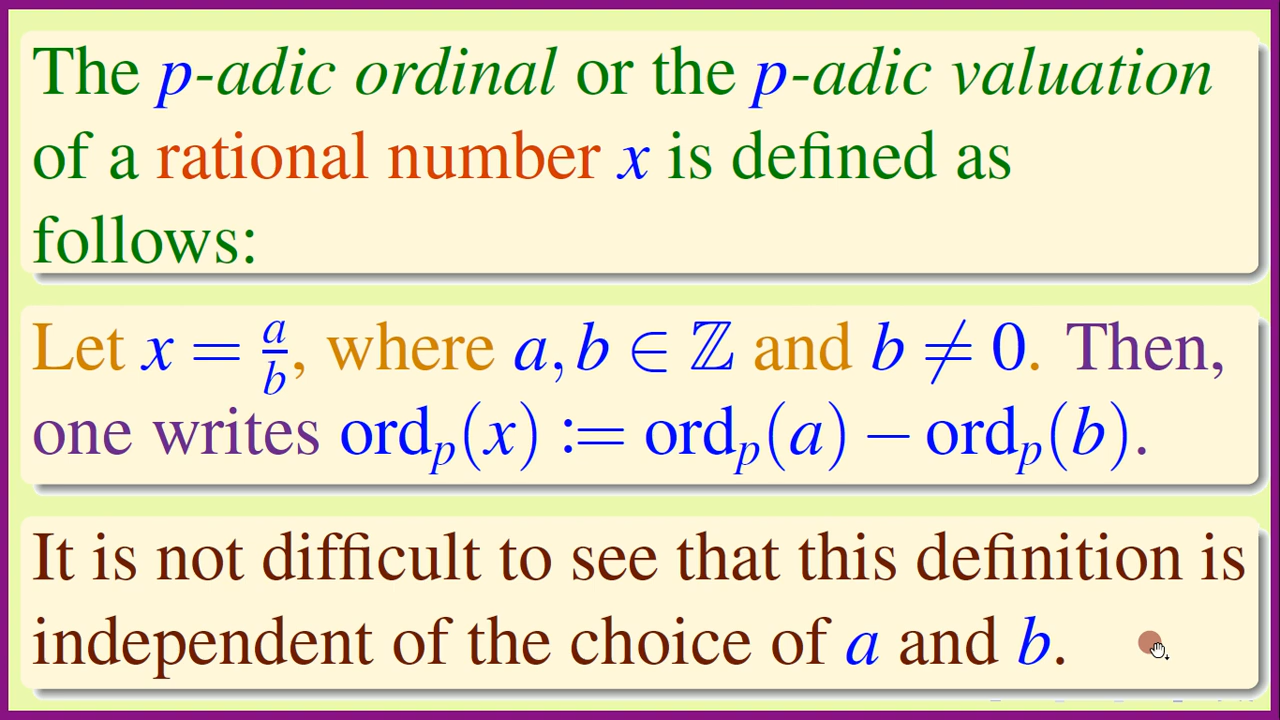 The p-adic ordinal or the p-adic valuation
of a rational number x is defined as
follows:
Let x = a/b, where a, b ∈ ℤ and b ≠ 0. Then,
one writes ord_p(x) := ord_p(a) − ord_p(b).
It is not difficult to see that this definition is
independent of the choice of a and b.